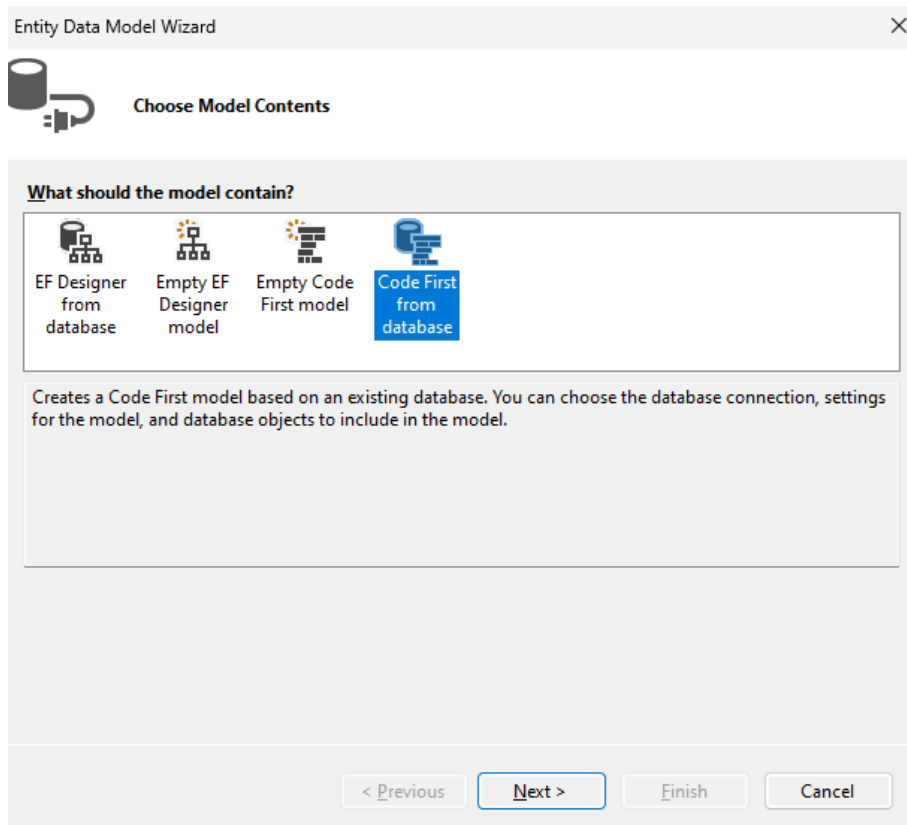 Entity Data Model Wizard
Choose Model Contents
What should the model contain?
EF Designer
from
database
Empty EF
Designer
model
Empty Code
First model
Code First
from
database
Creates a Code First model based on an existing database. You can choose the database connection, settings
for the model, and database objects to include in the model.
< Previous
Next >
Finish
Cancel